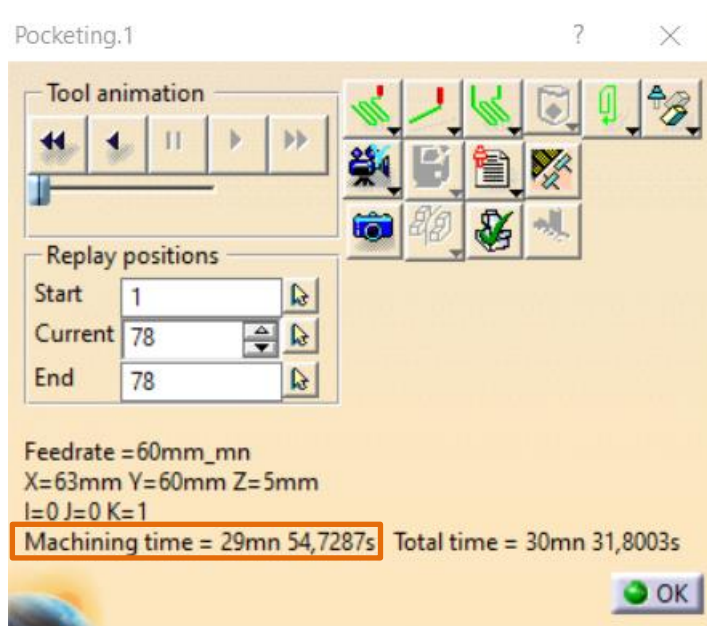 Pocketing.1 ?
Tool animation
Replay positions
Start 1
Current 78
End 78
Feedrate =60mm_mn
X=63mm Y=60mm Z=5mm
I=0 J=0 K=1
Machining time = 29mn 54,7287s Total time = 30mn 31,8003s
OK